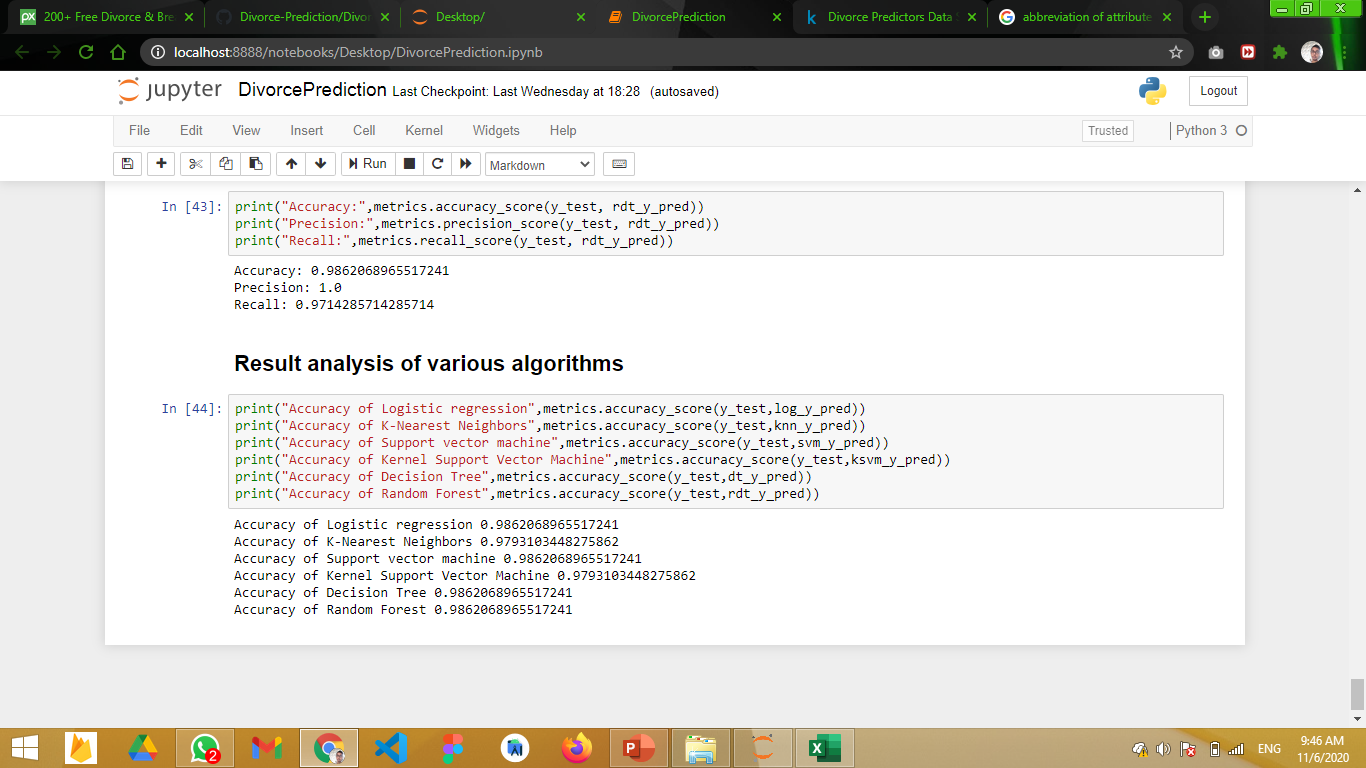 200+ Free Divorce & Bre
Divorce-Prediction/Divor
Desktop/
DivorcePrediction
Divorce Predictors Data S
abbreviation of attribute
localhost:8888/notebooks/Desktop/DivorcePrediction.ipynb
jupyter DivorcePrediction Last Checkpoint: Last Wednesday at 18:28 (autosaved)
Logout
File Edit View Insert Cell Kernel Widgets Help
Trusted
Python 3
Run
Markdown
In [43]:
print("Accuracy:",metrics.accuracy_score(y_test, rdt_y_pred))
print("Precision:",metrics.precision_score(y_test, rdt_y_pred))
print("Recall:",metrics.recall_score(y_test, rdt_y_pred))
Accuracy: 0.9862068965517241
Precision: 1.0
Recall: 0.9714285714285714
Result analysis of various algorithms
In [44]:
print("Accuracy of Logistic regression",metrics.accuracy_score(y_test,log_y_pred))
print("Accuracy of K-Nearest Neighbors",metrics.accuracy_score(y_test,knn_y_pred))
print("Accuracy of Support vector machine",metrics.accuracy_score(y_test,svm_y_pred))
print("Accuracy of Kernel Support Vector Machine",metrics.accuracy_score(y_test,ksvm_y_pred))
print("Accuracy of Decision Tree",metrics.accuracy_score(y_test,dt_y_pred))
print("Accuracy of Random Forest",metrics.accuracy_score(y_test,rdt_y_pred))
Accuracy of Logistic regression 0.9862068965517241
Accuracy of K-Nearest Neighbors 0.9793103448275862
Accuracy of Support vector machine 0.9862068965517241
Accuracy of Kernel Support Vector Machine 0.9793103448275862
Accuracy of Decision Tree 0.9862068965517241
Accuracy of Random Forest 0.9862068965517241
2
ENG
9:46 AM
11/6/2020